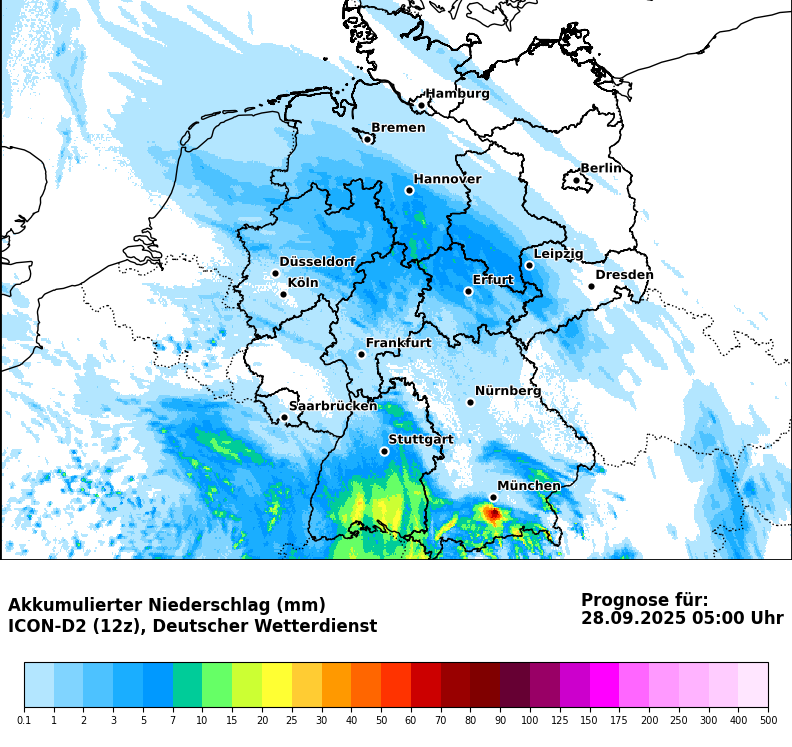 Hamburg
Bremen
Berlin
Hannover
Leipzig
Düsseldorf
Dresden
Köln
Erfurt
Frankfurt
Nürnberg
Saarbrücken
Stuttgart
München
Akkumulierter Niederschlag (mm)
ICON-D2 (12z), Deutscher Wetterdienst
Prognose für:
28.09.2025 05:00 Uhr
0.1 1 2 3 5 7 10 15 20 25 30 40 50 60 70 80 90 100 125 150 175 200 250 300 400 500